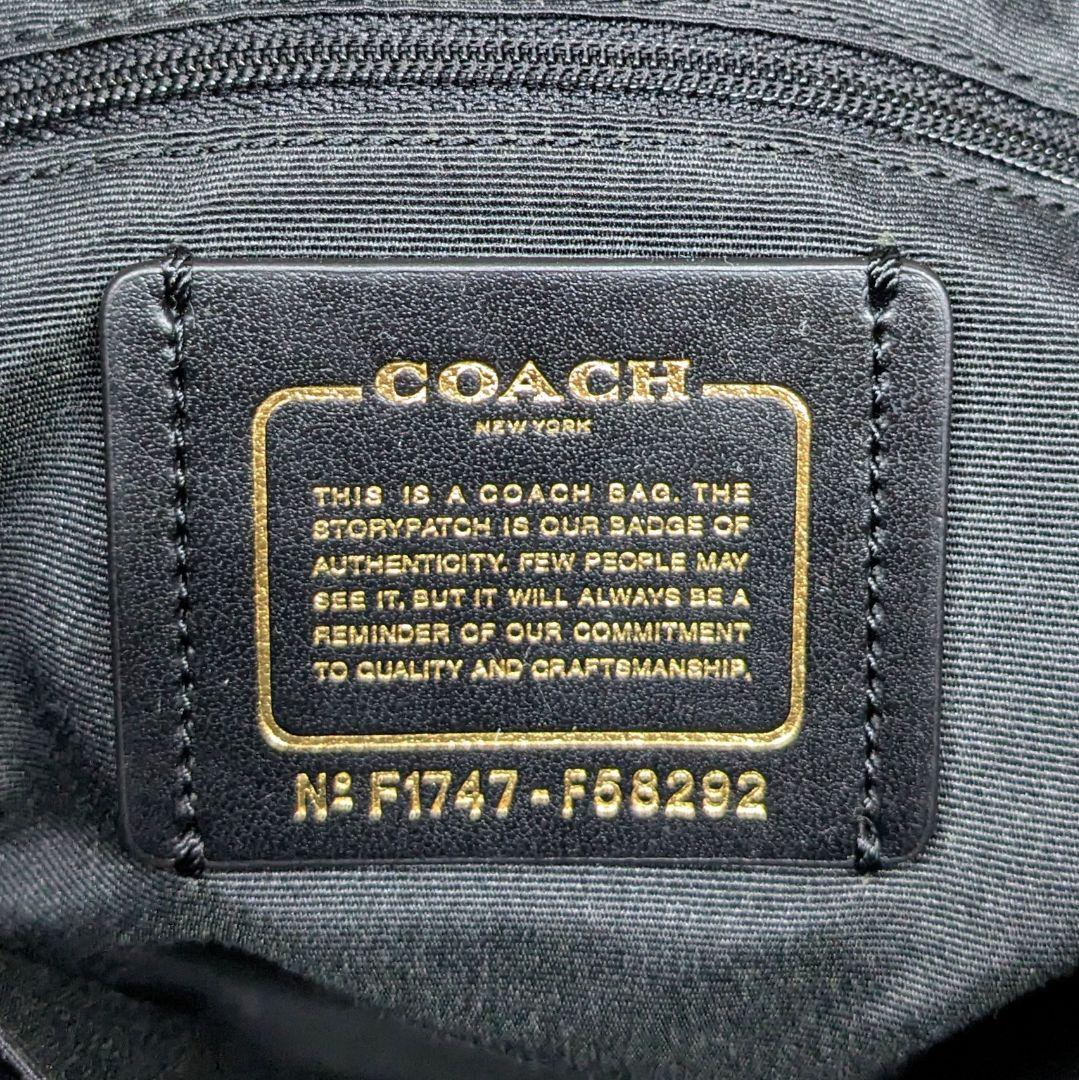 COACH
NEW YORK
THIS IS A COACH BAG. THE
STORYPATCH IS OUR BADGE OF
AUTHENTICITY. FEW PEOPLE MAY
SEE IT, BUT IT WILL ALWAYS BE A
REMINDER OF OUR COMMITMENT
TO QUALITY AND CRAFTSMANSHIP.
Nº F1747-F58292